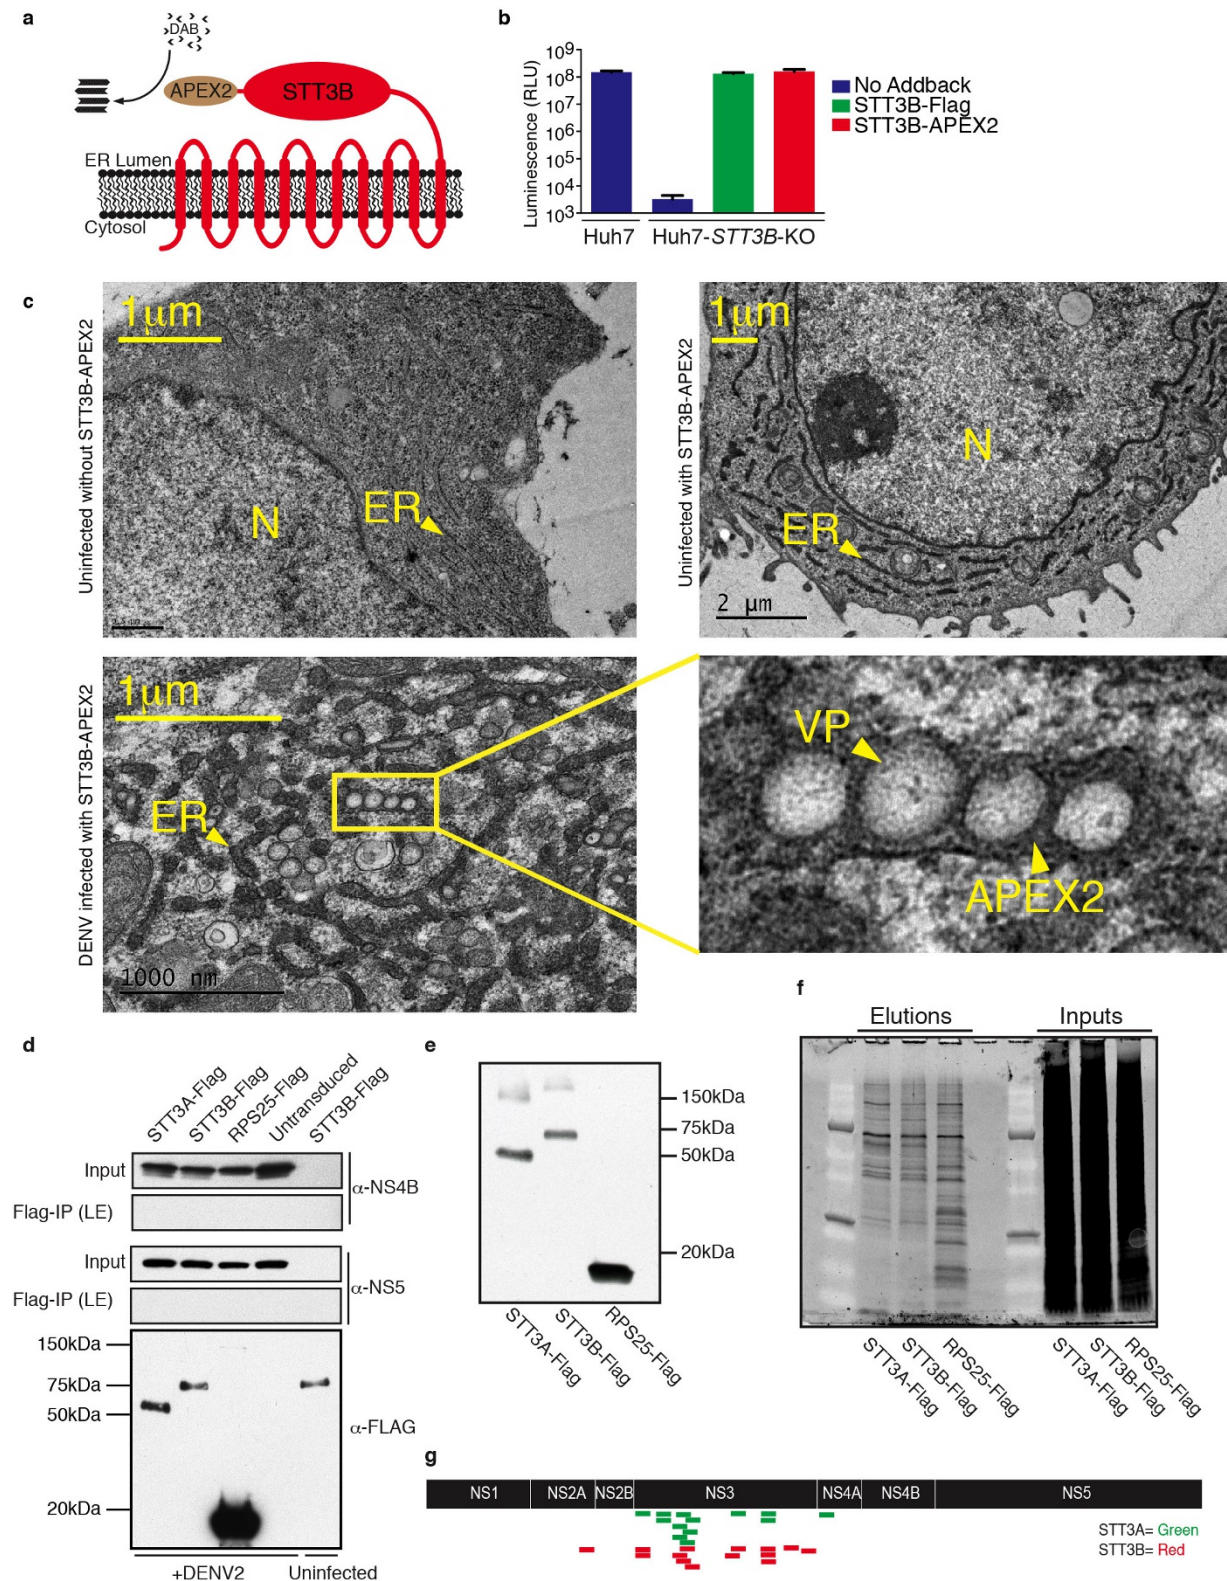 a
DAB
APEX2
STT3B
ER Lumen
Cytosol
b
Luminescence (RLU)
10⁹
10⁸
10⁷
10⁶
10⁵
10⁴
10³
Huh7
Huh7-STT3B-KO
No Addback
STT3B-Flag
STT3B-APEX2
c
Uninfected without STT3B-APEX2
1μm
N
ER
Uninfected with STT3B-APEX2
1μm
N
ER
2 μm
DENV infected with STT3B-APEX2
1μm
ER
1000 nm
VP
APEX2
d
STT3A-Flag
STT3B-Flag
RPS25-Flag
Untransduced
STT3B-Flag
Input
Flag-IP (LE)
α-NS4B
Input
Flag-IP (LE)
α-NS5
150kDa
75kDa
50kDa
20kDa
α-FLAG
+DENV2
Uninfected
e
150kDa
75kDa
50kDa
20kDa
STT3A-Flag
STT3B-Flag
RPS25-Flag
f
Elutions
Inputs
STT3A-Flag
STT3B-Flag
RPS25-Flag
STT3A-Flag
STT3B-Flag
RPS25-Flag
g
NS1 NS2A NS2B NS3 NS4A NS4B NS5
STT3A= Green
STT3B= Red